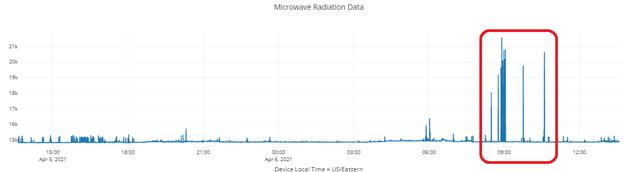 Microwave Radiation Data
21k
20k
19k
18k
17k
16k
15k
15:00
Apr 5, 2021
18:00
21:00
00:00
Apr 6, 2021
03:00
06:00
09:00
12:00
Device Local Time = US/Eastern